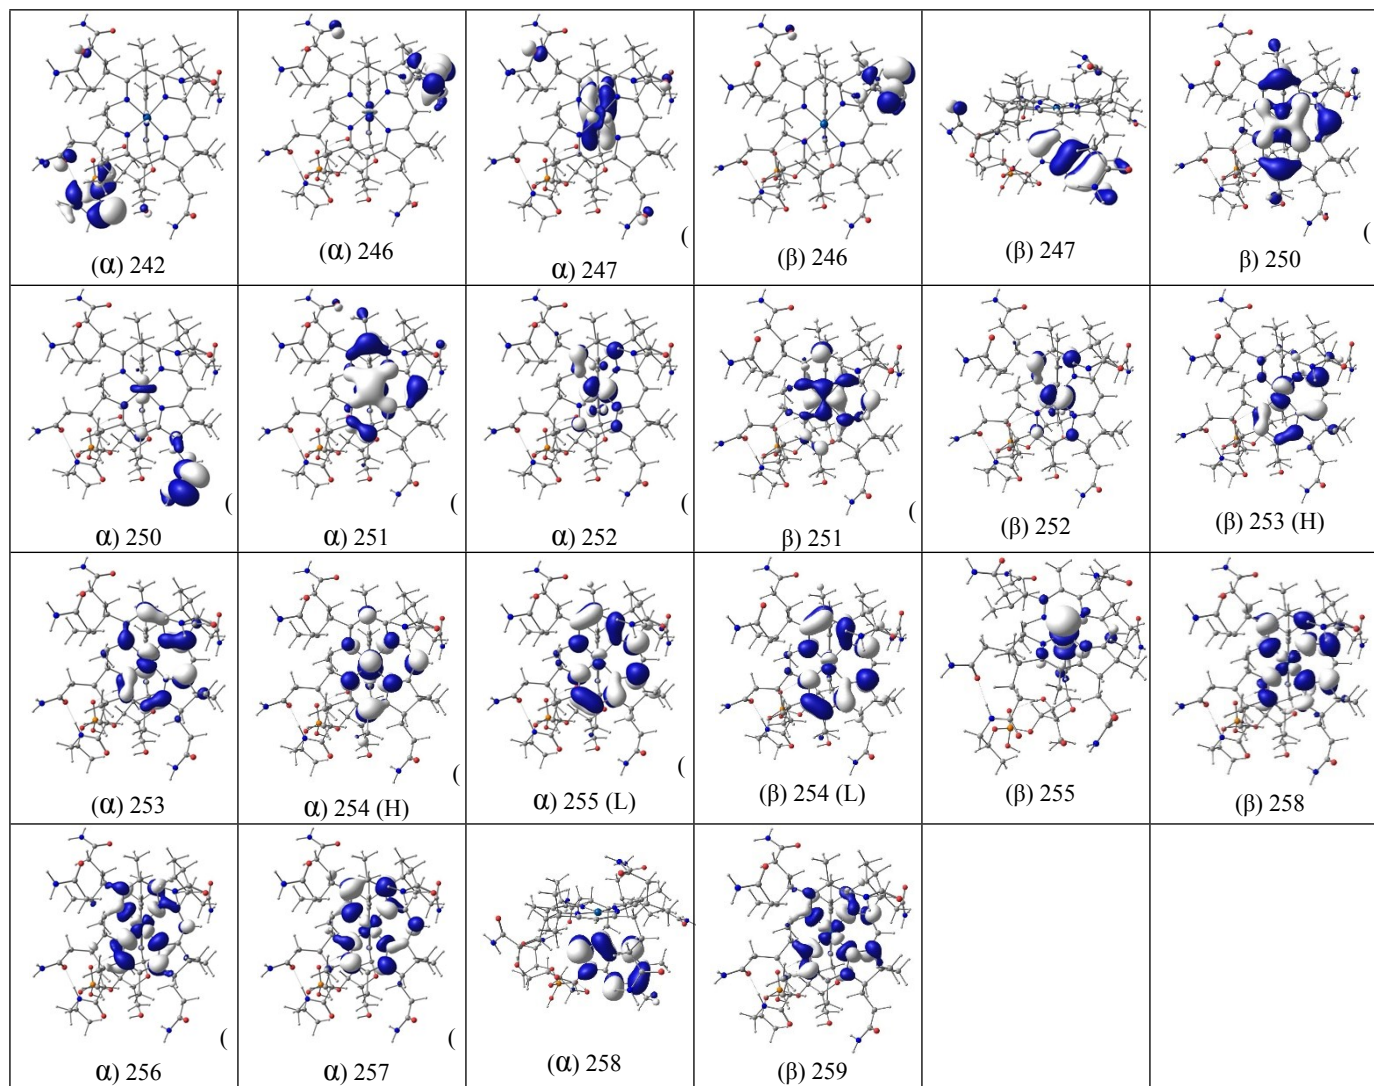 (α) 242
(α) 246
(
α) 247
(β) 246
(β) 247
(
β) 250
(
α) 250
(
α) 251
(
α) 252
(
β) 251
(β) 252
(β) 253 (H)
(α) 253
(
α) 254 (H)
(
α) 255 (L)
(β) 254 (L)
(β) 255
(β) 258
(
α) 256
(
α) 257
(α) 258
(β) 259